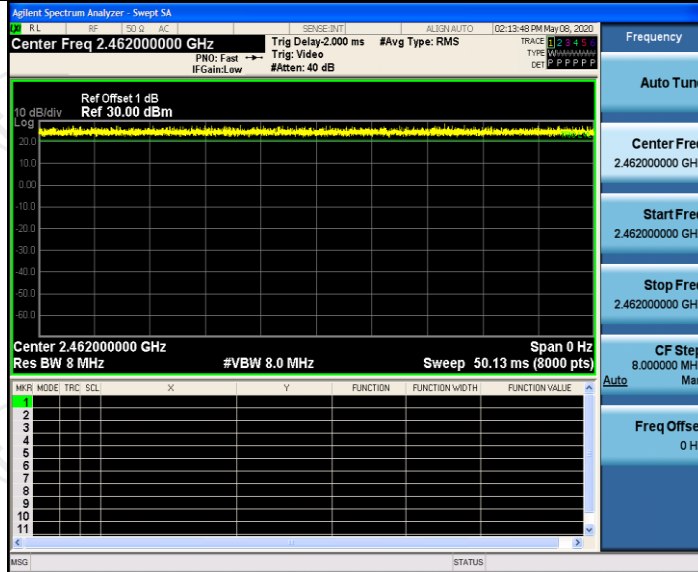 Agilent Spectrum Analyzer - Swept SA
RL RF 50 Ω AC SENSE:INT ALIGN AUTO 02:13:48 PM May 08, 2020
Center Freq 2.462000000 GHz
PNO: Fast
IFGain:Low
Trig Delay-2.000 ms
Trig: Video
#Atten: 40 dB
#Avg Type: RMS
TRACE 1 2 3 4 5 6
TYPE
DET P P P P P P
Frequency
Auto Tune
Center Fre
2.462000000 GH
Start Fre
2.462000000 GH
Stop Fre
2.462000000 GH
CF Step
8.000000 MH
Auto Ma
Freq Offse
0 H
Ref Offset 1 dB
10 dB/div Ref 30.00 dBm
Log
20.0
10.0
0.00
-10.0
-20.0
-30.0
-40.0
-50.0
-60.0
Center 2.462000000 GHz Span 0 Hz
Res BW 8 MHz #VBW 8.0 MHz Sweep 50.13 ms (8000 pts)
MKR MODE TRC SCL X Y FUNCTION FUNCTION WIDTH FUNCTION VALUE
1
2
3
4
5
6
7
8
9
10
11
MSG STATUS